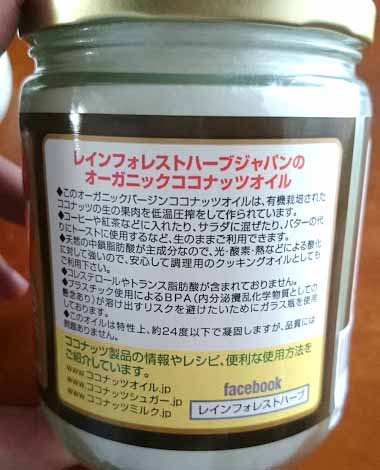 レインフォレストハーブジャパンの
オーガニックココナッツオイル
◆このオーガニックバージンココナッツオイルは、有機栽培された
ココナッツの生の果肉を低温圧搾をして作られています。
◆コーヒーや紅茶などに入れたり、サラダに混ぜたり、バターの代
りにトーストに使用するなど、生のままご利用できます。
◆天然の中鎖脂肪酸が主成分なので、光・酸素・熱などによる酸化
に対して強いので、安心して調理用のクッキングオイルとしても
ご利用下さい。
◆コレステロールやトランス脂肪酸が含まれておりません。
◆プラスチック使用によるBPA(内分泌攪乱化学物質としての
懸念あり)が溶け出すリスクを避けたいためにガラス瓶を使用
しております。
◆このオイルは特性上、約24度以下で凝固しますが、品質には
問題ありません。
ココナッツ製品の情報やレシピ、便利な使用方法を
ご紹介しています。
www.ココナッツオイル.jp
www.ココナッツシュガー.jp
www.ココナッツミルク.jp
facebook
レインフォレストハーブ